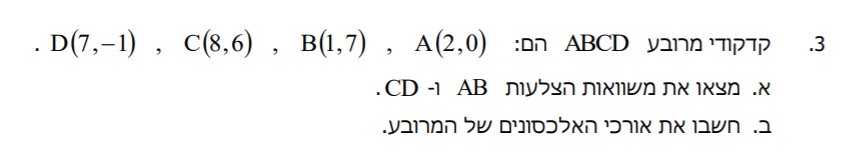 3. קדקודי מרובע ABCD הם: A(2,0) , B(1,7) , C(8,6) , D(7,−1) .
א. מצאו את משוואות הצלעות AB ו- CD.
ב. חשבו את אורכי האלכסונים של המרובע.